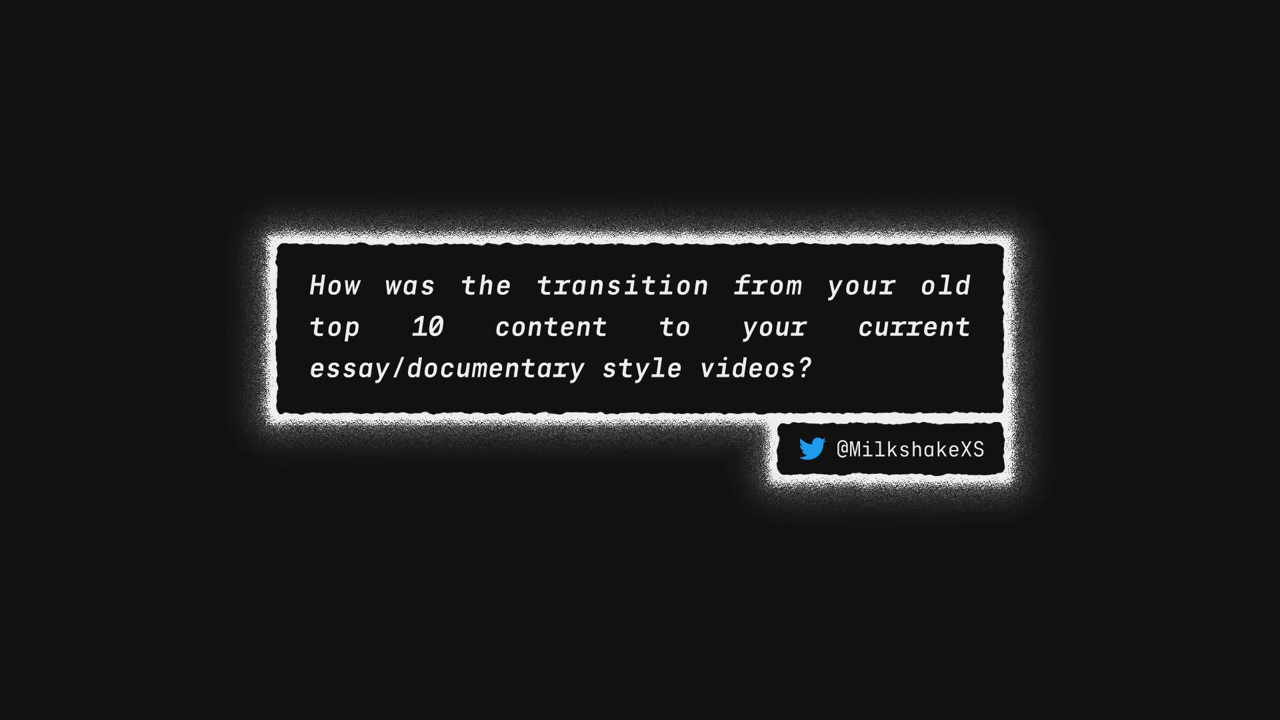 How was the transition from your old
top 10 content to your current
essay/documentary style videos?
@MilkshakeXS